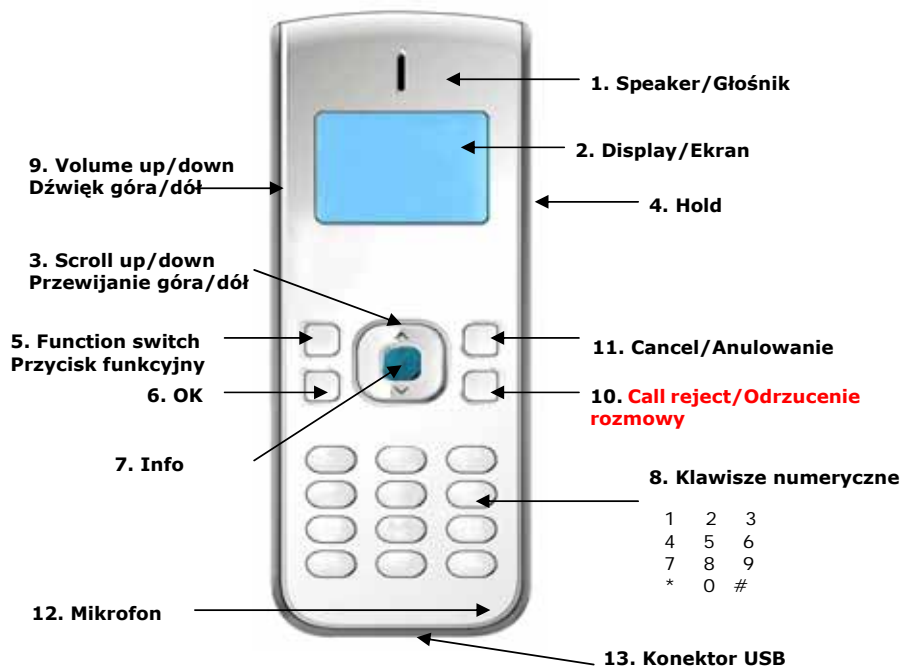 1. Speaker/Głośnik
2. Display/Ekran
9. Volume up/down
Dźwięk góra/dół
4. Hold
3. Scroll up/down
Przewijanie góra/dół
5. Function switch
Przycisk funkcyjny
11. Cancel/Anulowanie
6. OK
10. Call reject/Odrzucenie
rozmowy
7. Info
8. Klawisze numeryczne
1 2 3
4 5 6
7 8 9
* 0 #
12. Mikrofon
13. Konektor USB